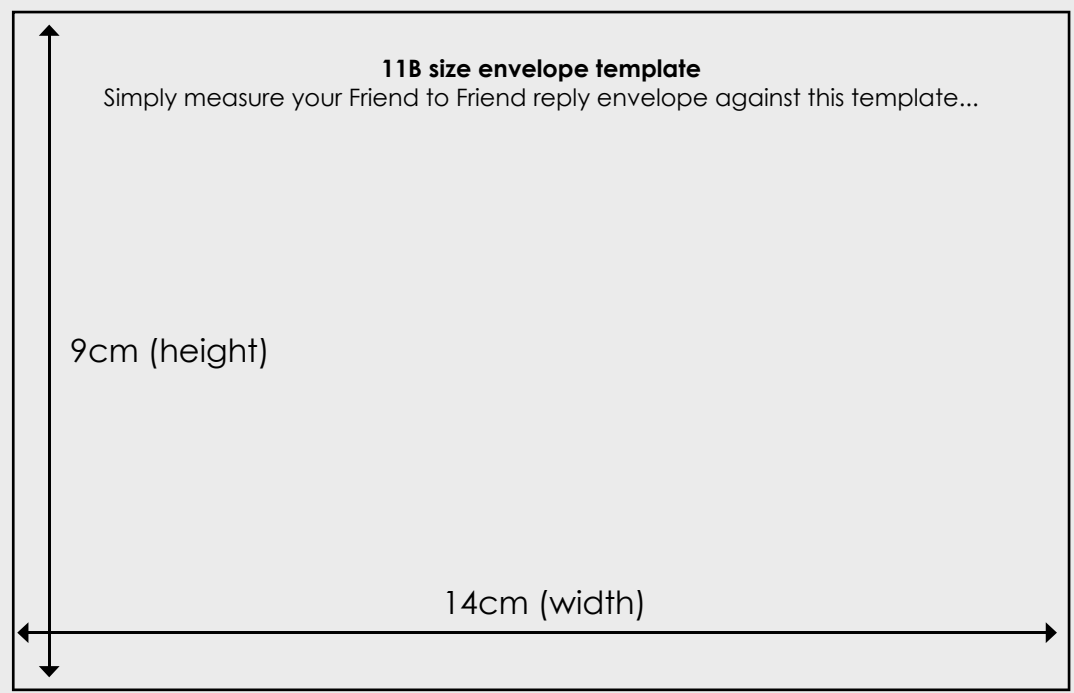 11B size envelope template
Simply measure your Friend to Friend reply envelope against this template...
9cm (height)
14cm (width)